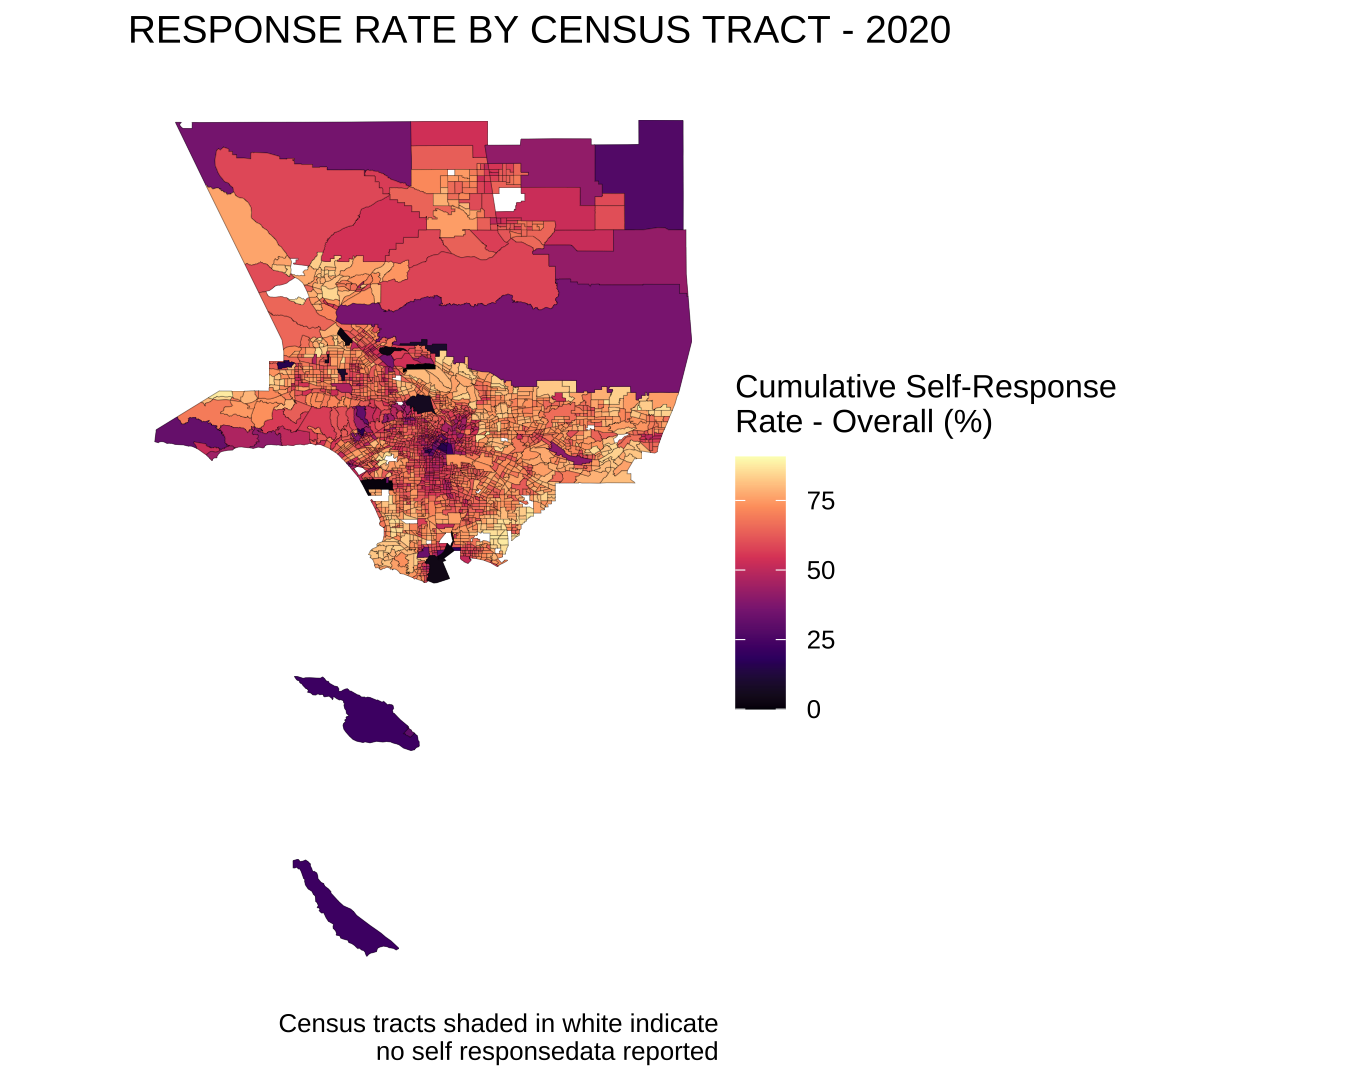 RESPONSE RATE BY CENSUS TRACT - 2020
Cumulative Self-Response
Rate - Overall (%)
75
50
25
0
Census tracts shaded in white indicate
no self responsedata reported